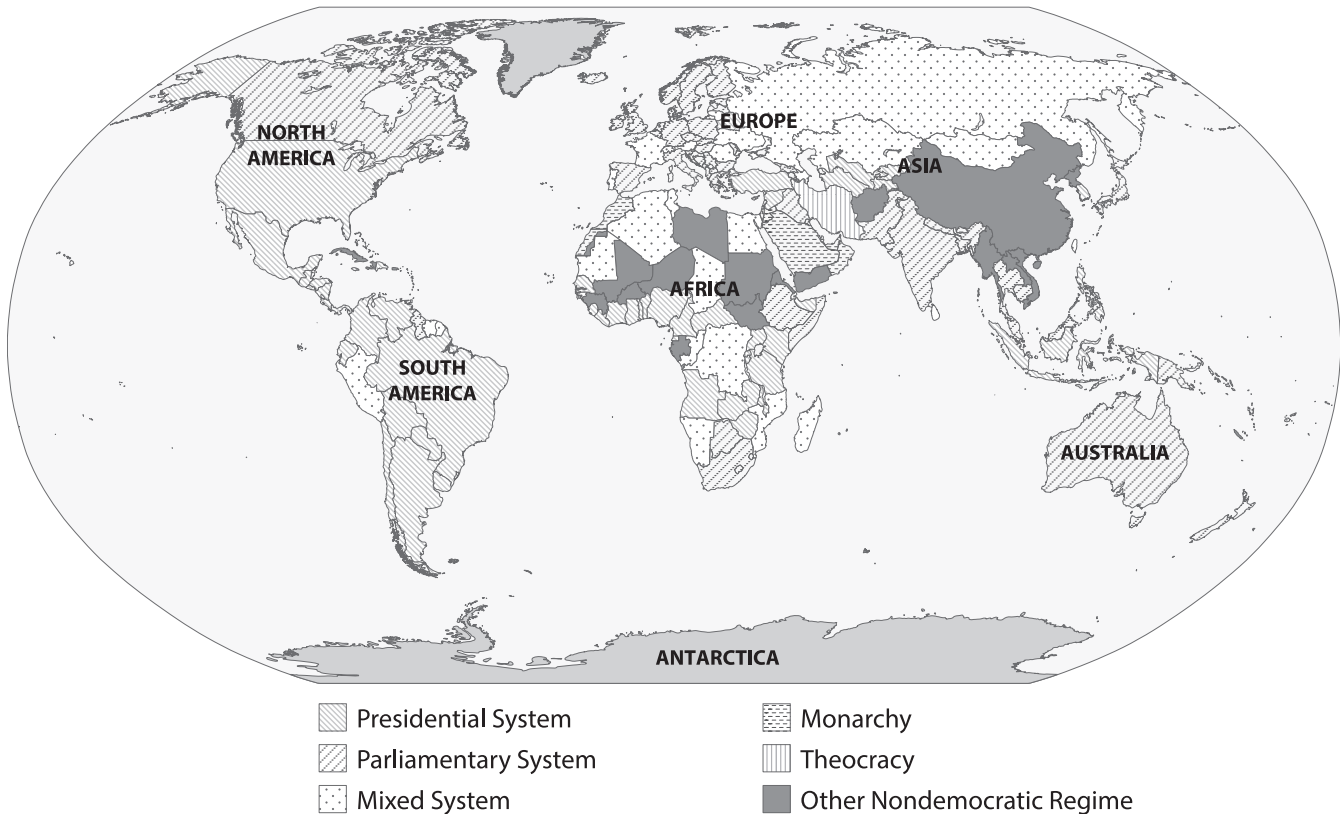 NORTH
AMERICA
EUROPE
ASIA
AFRICA
SOUTH
AMERICA
AUSTRALIA
ANTARCTICA
Presidential System
Parliamentary System
Mixed System
Monarchy
Theocracy
Other Nondemocratic Regime